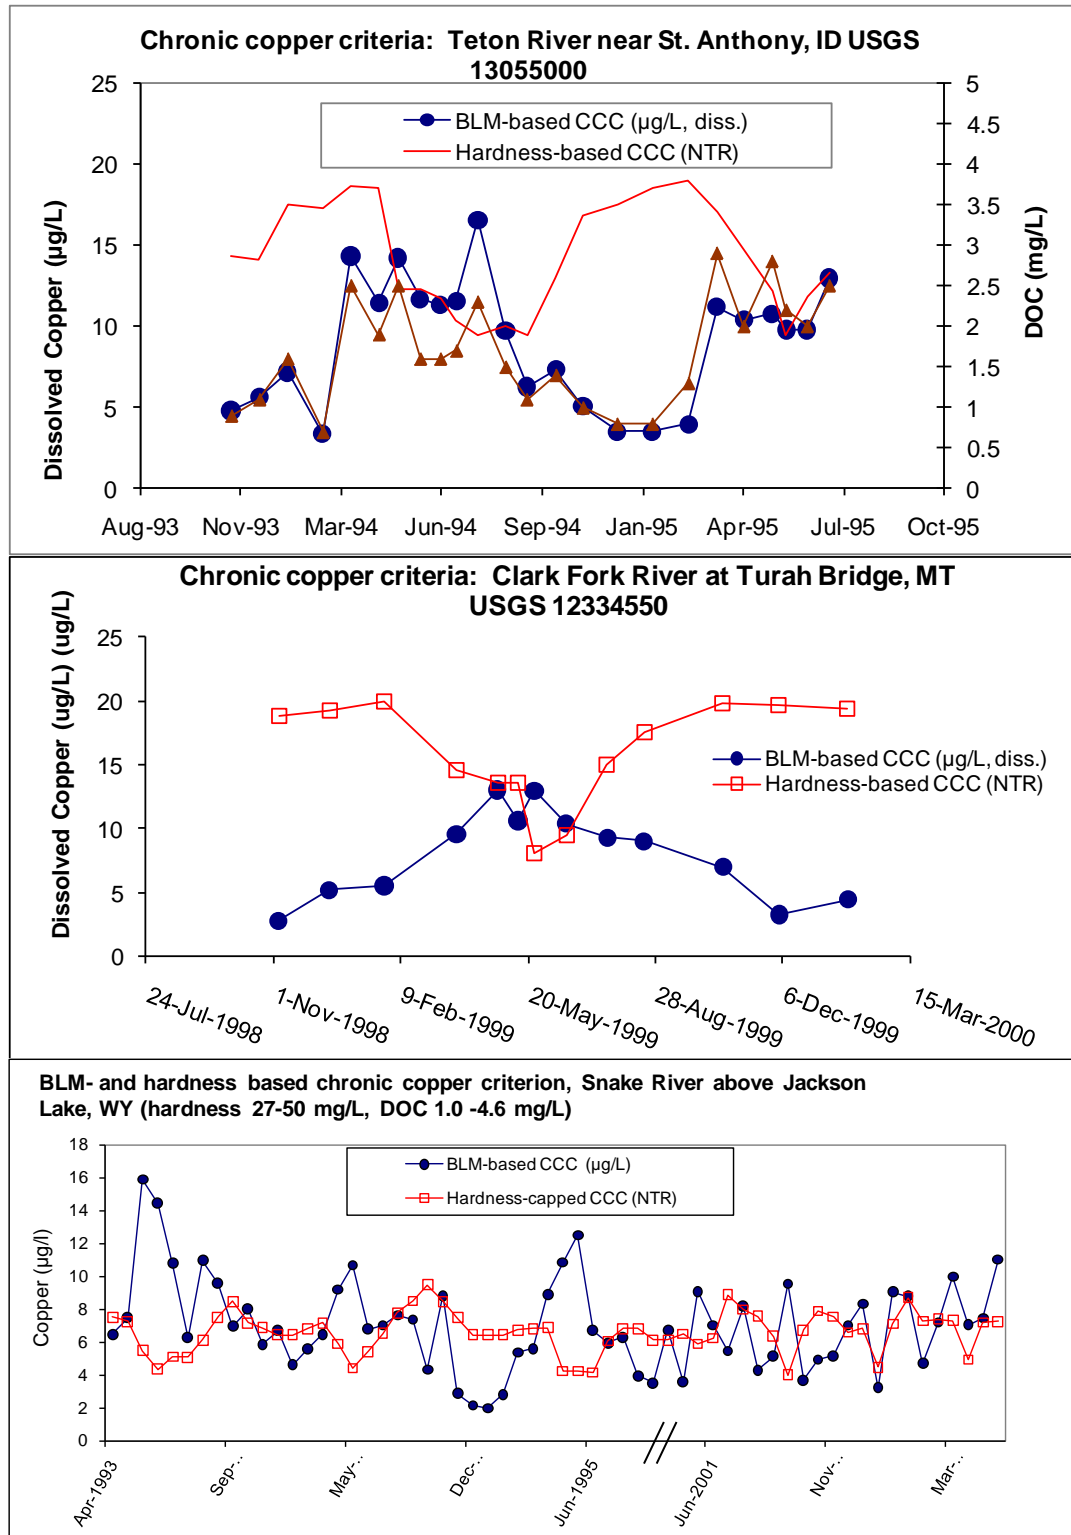 Chronic copper criteria: Teton River near St. Anthony, ID USGS
13055000
25
20
15
10
5
0
Dissolved Copper (µg/L)
BLM-based CCC (µg/L, diss.)
Hardness-based CCC (NTR)
5
4.5
4
3.5
3
2.5
2
1.5
1
0.5
0
DOC (mg/L)
Aug-93 Nov-93 Mar-94 Jun-94 Sep-94 Jan-95 Apr-95 Jul-95 Oct-95
Chronic copper criteria: Clark Fork River at Turah Bridge, MT
USGS 12334550
25
20
15
10
5
0
Dissolved Copper (ug/L) (ug/L)
BLM-based CCC (µg/L, diss.)
Hardness-based CCC (NTR)
24-Jul-1998 1-Nov-1998 9-Feb-1999 20-May-1999 28-Aug-1999 6-Dec-1999 15-Mar-2000
BLM- and hardness based chronic copper criterion, Snake River above Jackson
Lake, WY (hardness 27-50 mg/L, DOC 1.0 -4.6 mg/L)
18
16
14
12
10
8
6
4
2
0
Copper (µg/l)
BLM-based CCC (µg/L)
Hardness-capped CCC (NTR)
Apr-1993 Sep-... May-... Dec-... Jun-1995 Jun-2001 Nov-... Mar-...